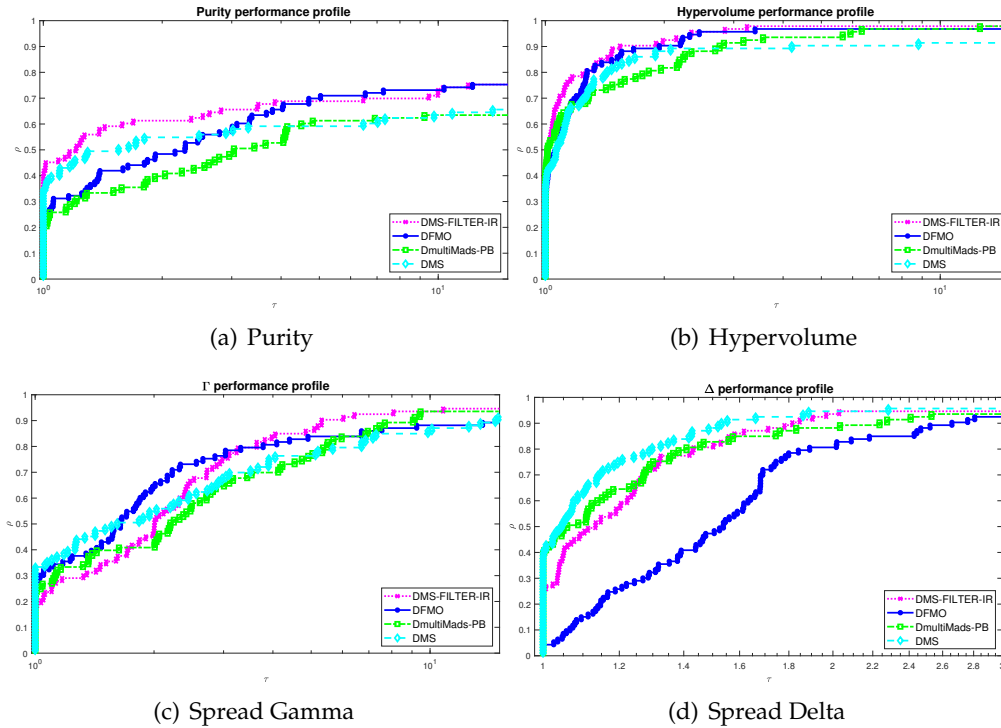 Purity performance profile
1
0.9
0.8
0.7
0.6
0.5
0.4
0.3
0.2
0.1
0
ρ
10^0
10^1
τ
DMS-FILTER-IR
DFMO
DmultiMads-PB
DMS
(a) Purity
Hypervolume performance profile
1
0.9
0.8
0.7
0.6
0.5
0.4
0.3
0.2
0.1
0
ρ
10^0
10^1
τ
DMS-FILTER-IR
DFMO
DmultiMads-PB
DMS
(b) Hypervolume
Γ performance profile
1
0.9
0.8
0.7
0.6
0.5
0.4
0.3
0.2
0.1
0
ρ
10^0
10^1
τ
DMS-FILTER-IR
DFMO
DmultiMads-PB
DMS
(c) Spread Gamma
Δ performance profile
1
0.9
0.8
0.7
0.6
0.5
0.4
0.3
0.2
0.1
0
ρ
1
1.2
1.4
1.6
1.8
2
2.2
2.4
2.6
2.8
τ
DMS-FILTER-IR
DFMO
DmultiMads-PB
DMS
(d) Spread Delta